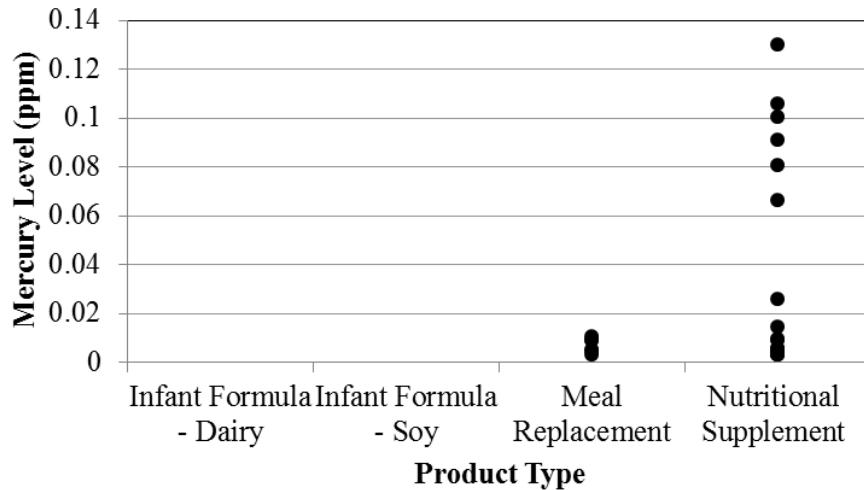 0.14
0.12
0.1
0.08
0.06
0.04
0.02
0
Mercury Level (ppm)
Infant Formula - Dairy
Infant Formula - Soy
Meal Replacement
Nutritional Supplement
Product Type